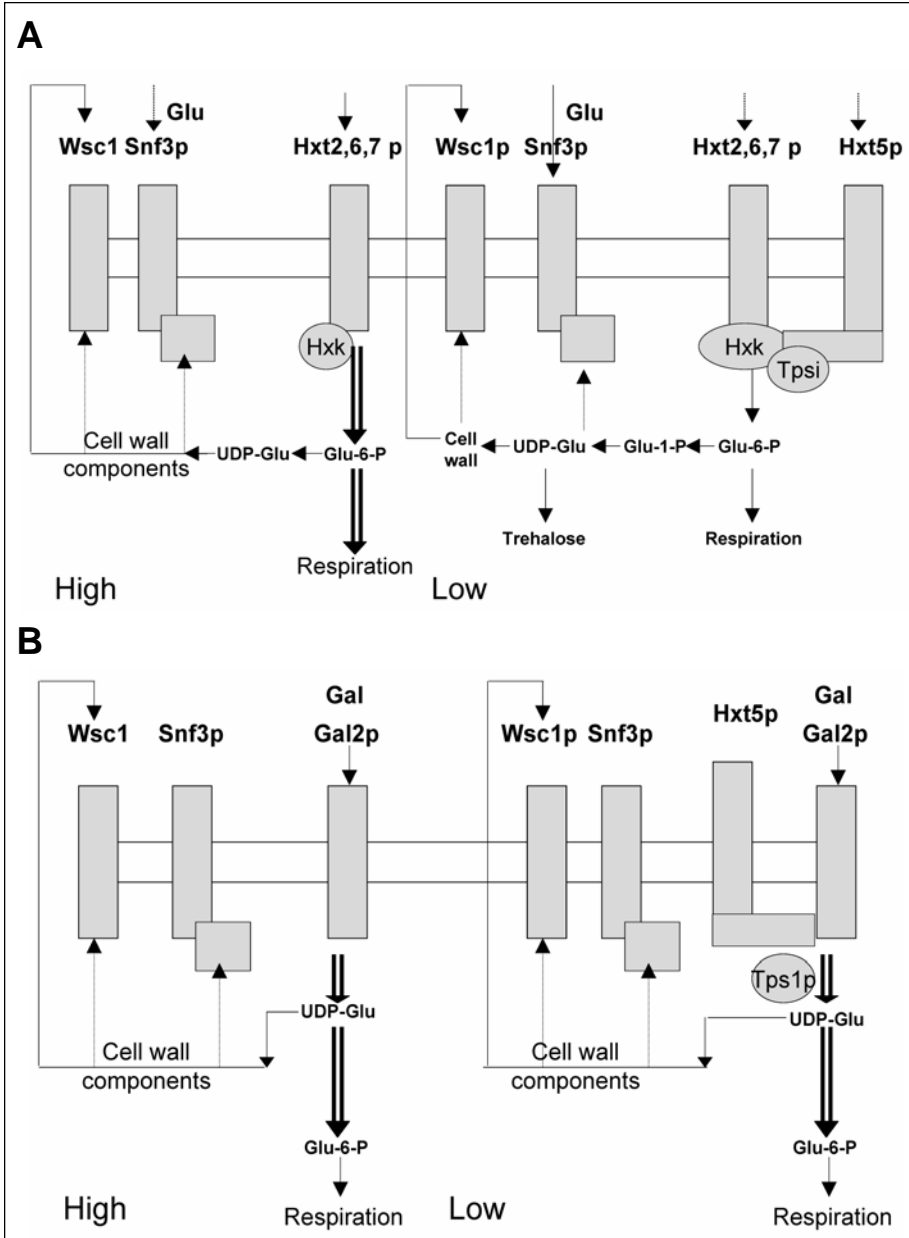 A
Glu
Glu
Wsc1 Snf3p
Hxt2,6,7 p
Wsc1p Snf3p
Hxt2,6,7 p
Hxt5p
Hxk
Hxk
Tpsi
Cell wall
components
UDP-Glu
Glu-6-P
Cell
wall
UDP-Glu
Glu-1-P
Glu-6-P
Respiration
Trehalose
Respiration
High
Low
B
Gal
Gal
Wsc1
Snf3p
Gal2p
Wsc1p Snf3p
Hxt5p
Gal2p
Tps1p
UDP-Glu
UDP-Glu
Cell wall
components
Cell wall
components
Glu-6-P
Glu-6-P
High
Respiration
Low
Respiration